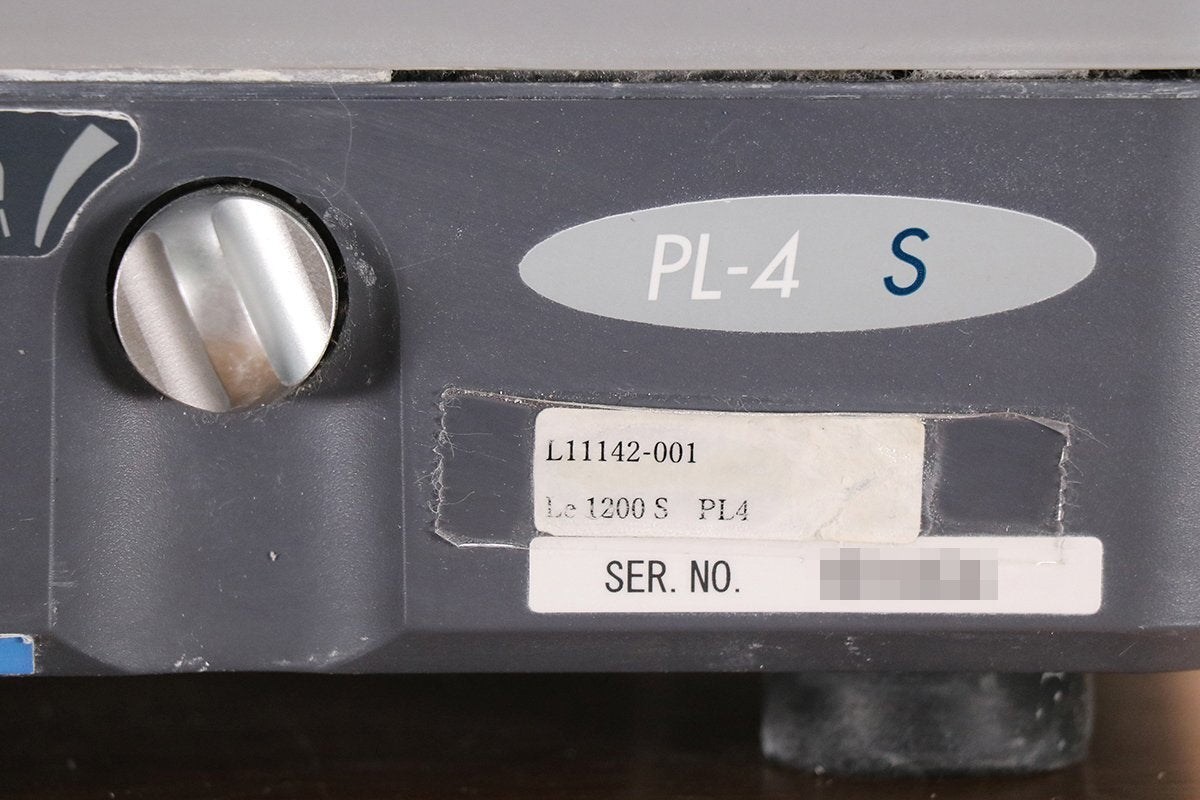 PL-4 S
L11142-001
Le 1200 S PL4
SER. NO.